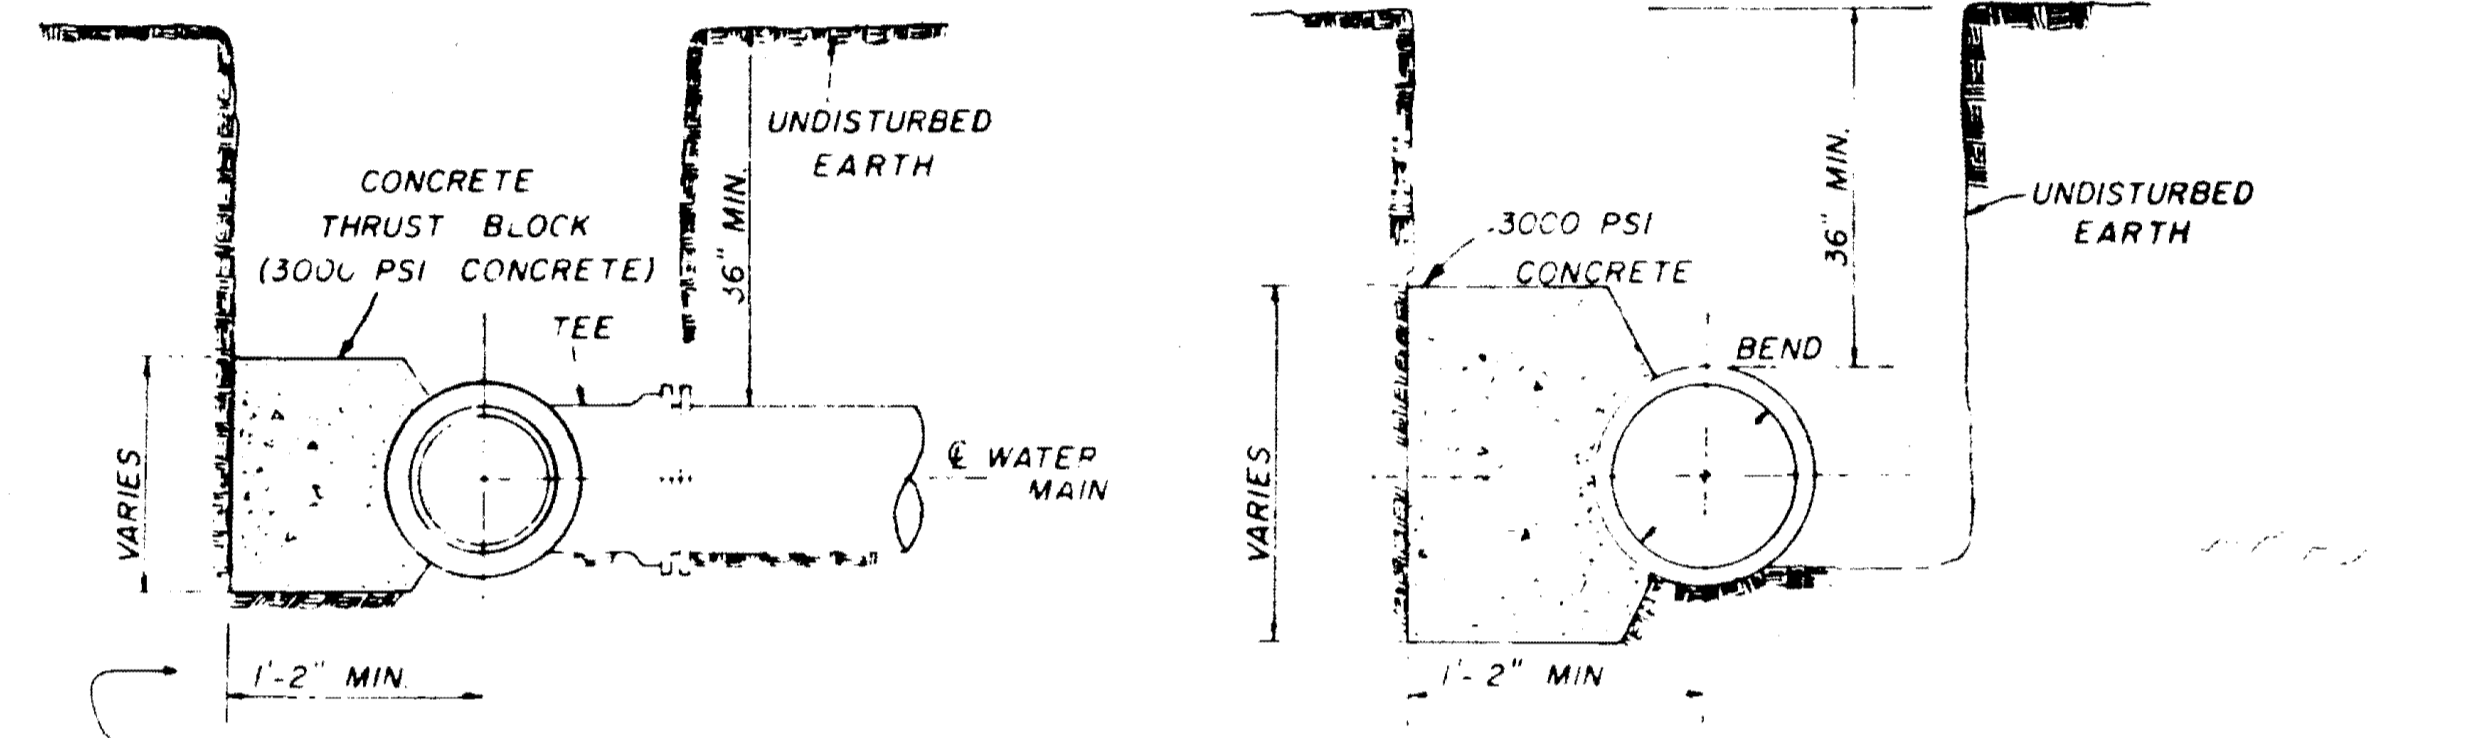 UNDISTURBED
EARTH
CONCRETE
THRUST BLOCK
(3000 PSI CONCRETE)
36" MIN.
TEE
VARIES
℄ WATER
MAIN
1'-2" MIN.
36" MIN.
UNDISTURBED
EARTH
3000 PSI
CONCRETE
BEND
VARIES
1'-2" MIN